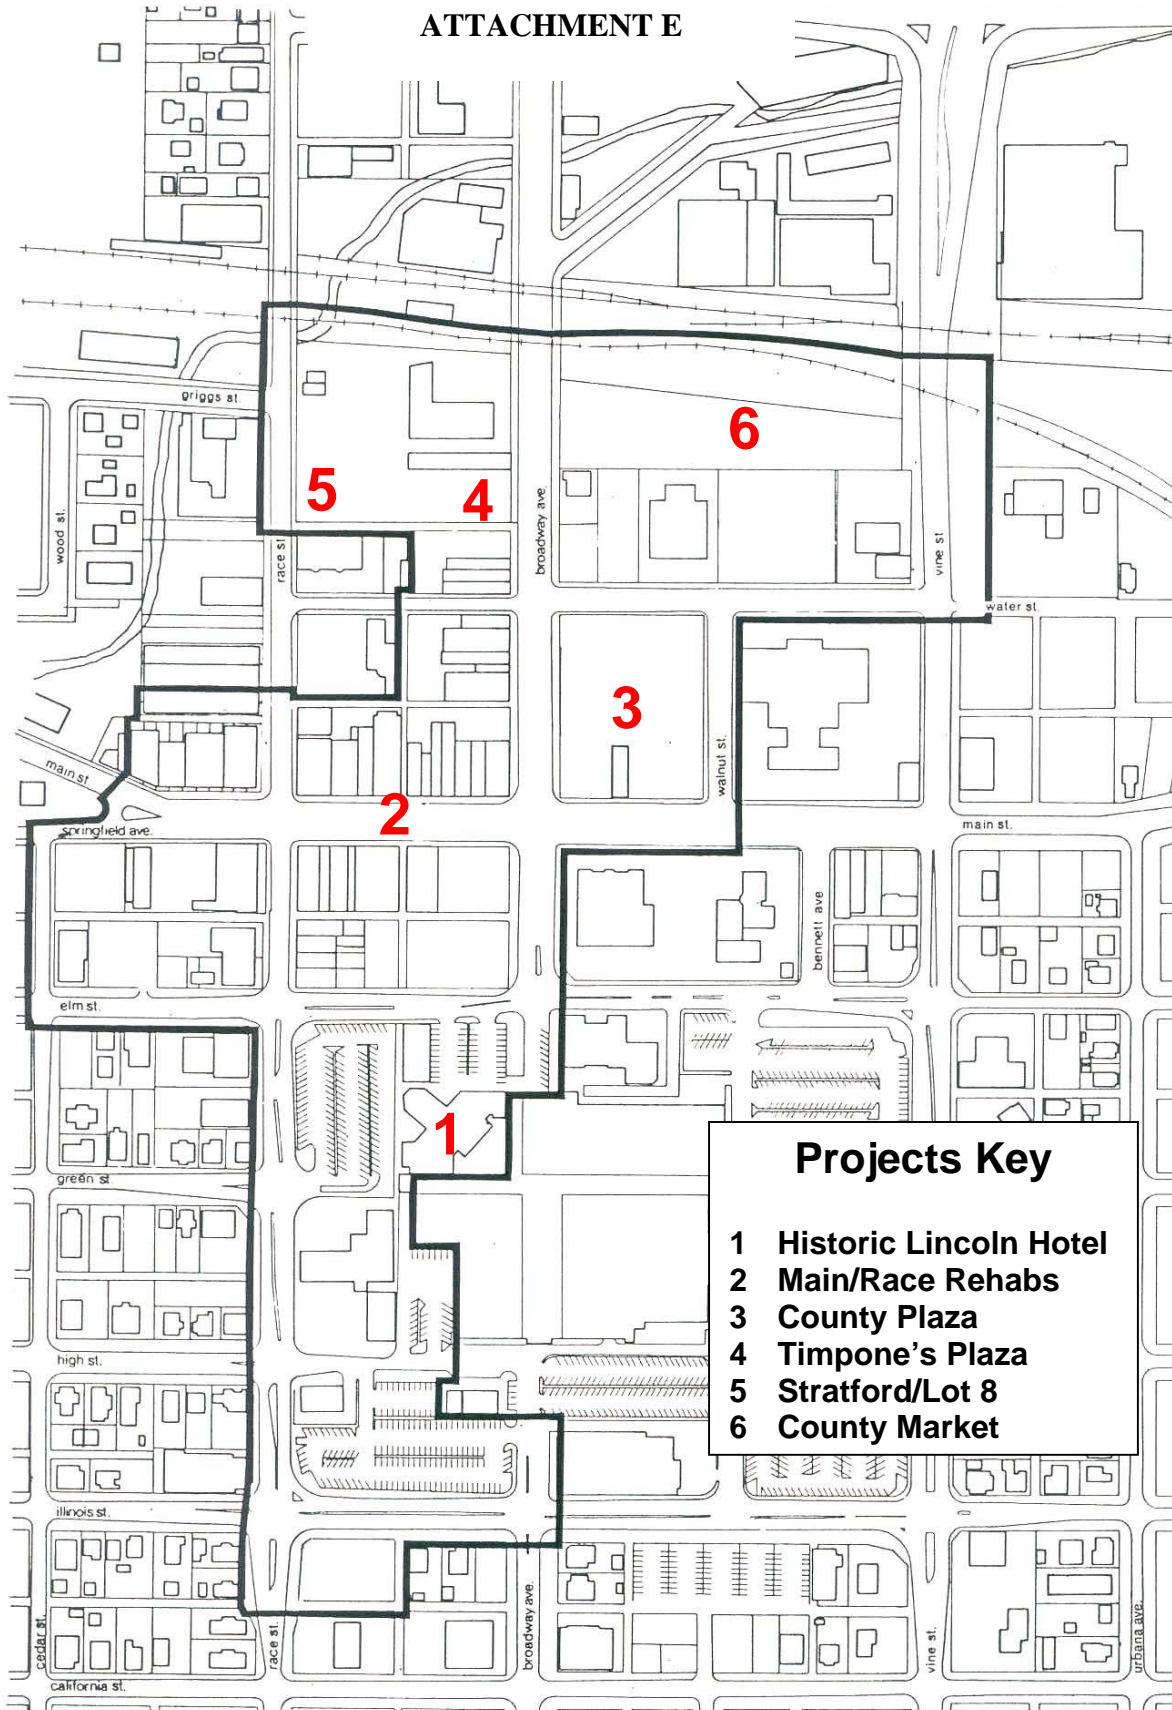 ATTACHMENT E
griggs st.
6
5
4
wood st.
race st
broadway ave.
vine st.
water st.
3
walnut st.
main st
2
springfield ave.
main st.
bennett ave
elm st.
1
green st.
Projects Key
1 Historic Lincoln Hotel
2 Main/Race Rehabs
3 County Plaza
4 Timpone's Plaza
5 Stratford/Lot 8
6 County Market
high st.
illinois st.
cedar st.
race st.
broadway ave.
vine st.
urbana ave.
california st.